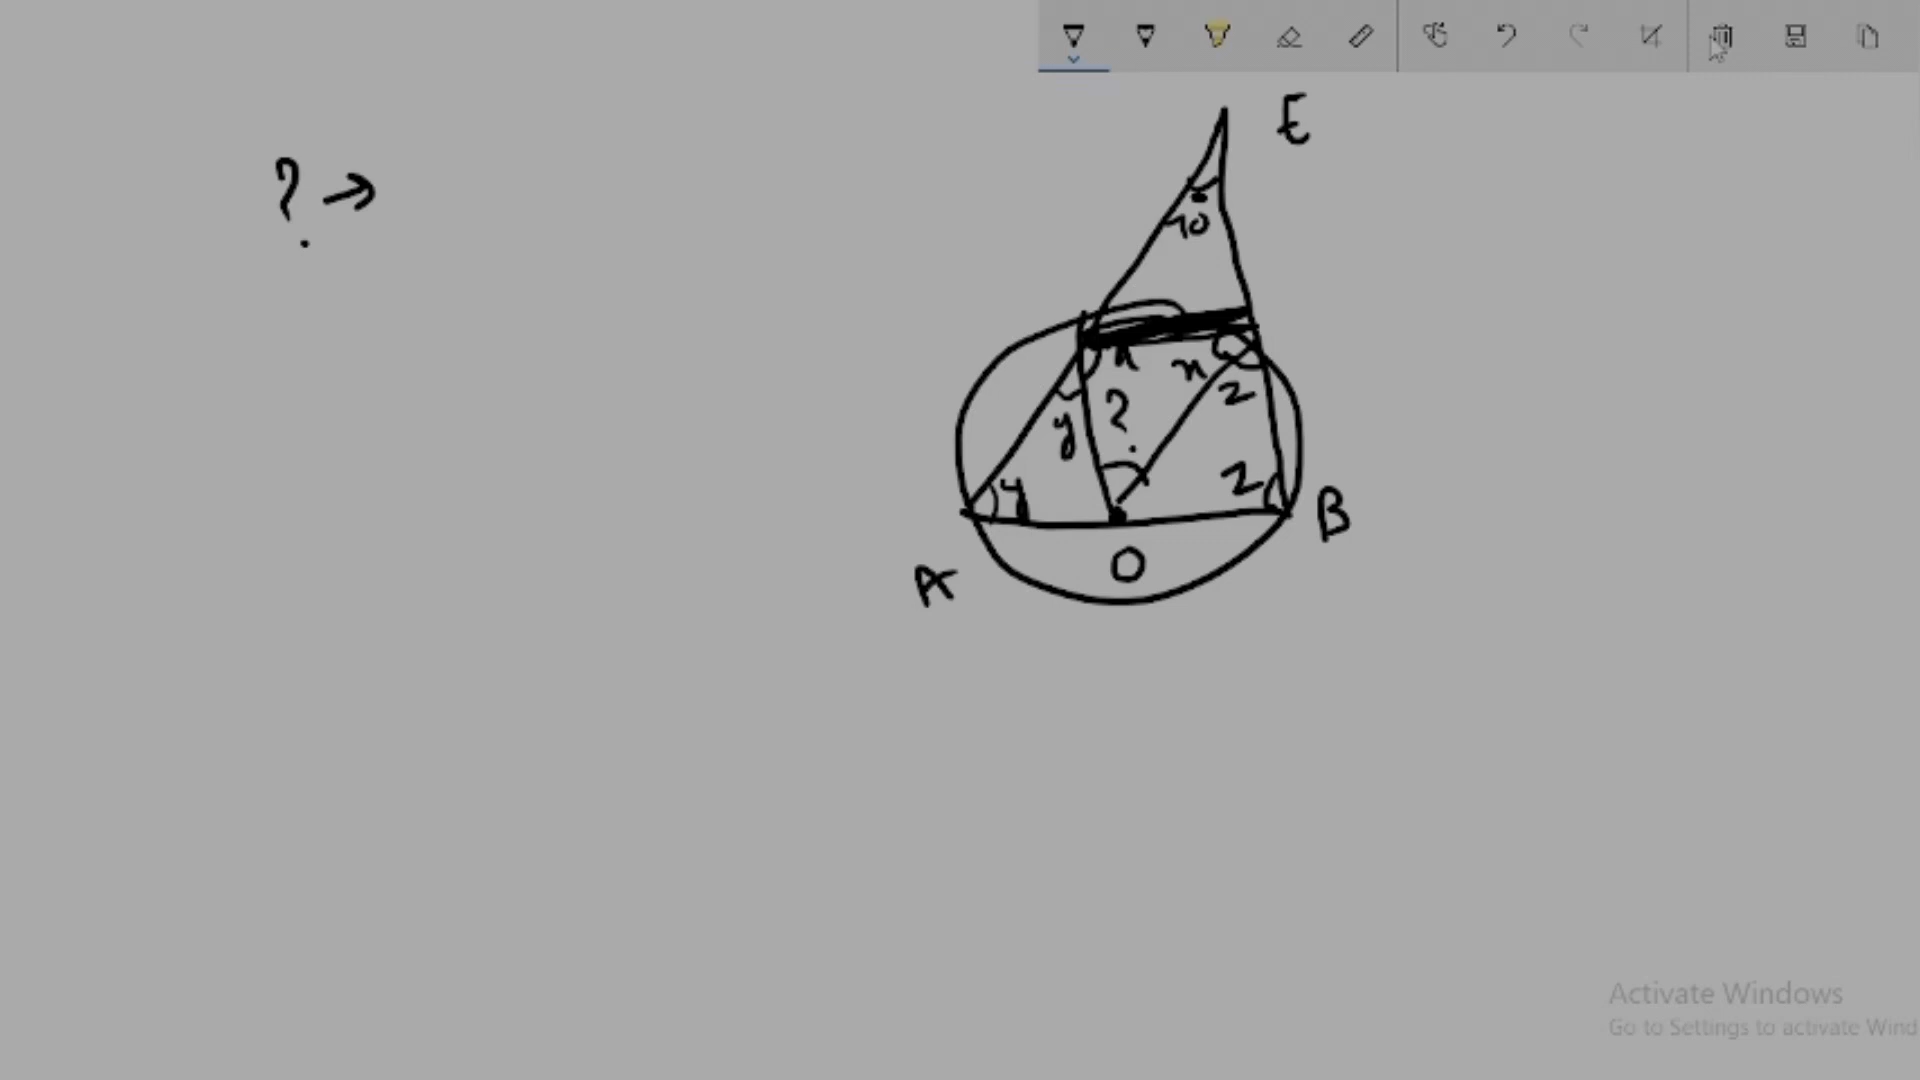 E
? →
40
x x
z
y ?
y z
B
O
A
Activate Windows
Go to Settings to activate Wind